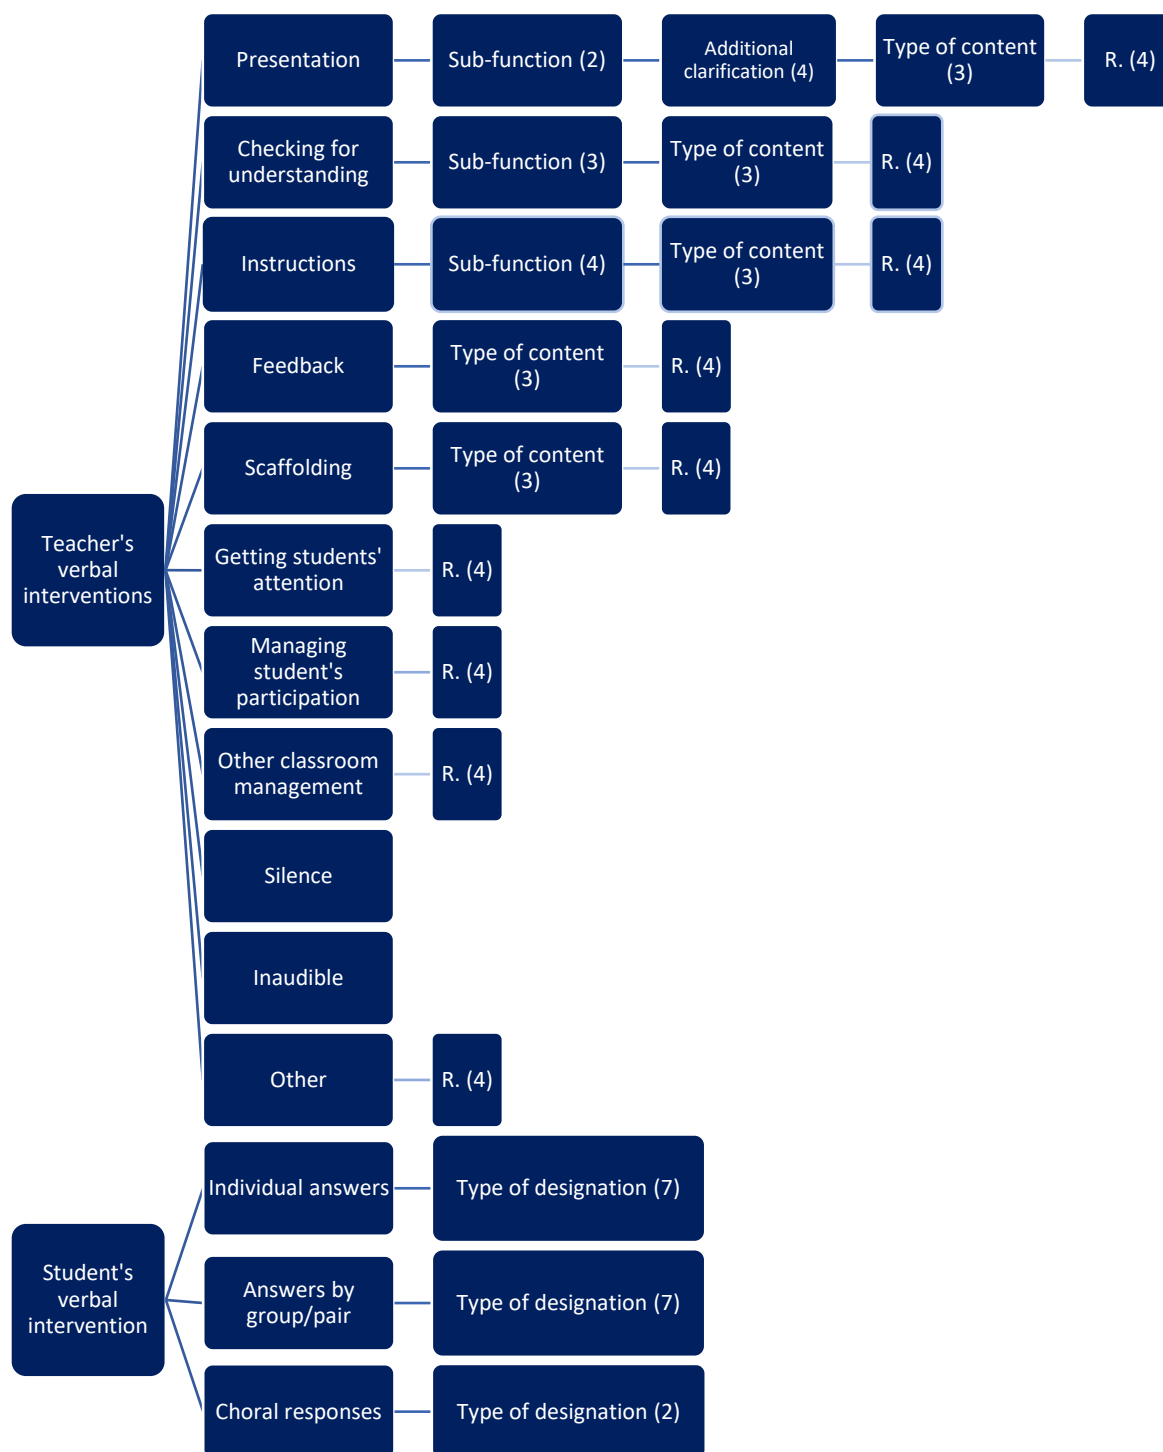 Presentation
Sub-function (2)
Additional
clarification (4)
Type of content
(3)
R. (4)
Checking for
understanding
Sub-function (3)
Type of content
(3)
R. (4)
Instructions
Sub-function (4)
Type of content
(3)
R. (4)
Feedback
Type of content
(3)
R. (4)
Scaffolding
Type of content
(3)
R. (4)
Teacher's
verbal
interventions
Getting students'
attention
R. (4)
Managing
student's
participation
R. (4)
Other classroom
management
R. (4)
Silence
Inaudible
Other
R. (4)
Individual answers
Type of designation (7)
Student's
verbal
intervention
Answers by
group/pair
Type of designation (7)
Choral responses
Type of designation (2)